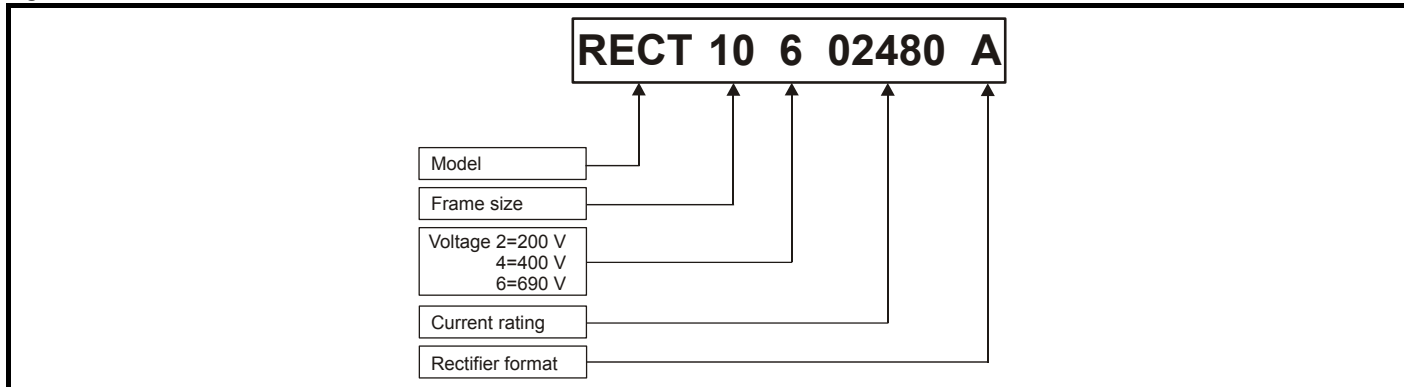 RECT 10 6 02480 A
Model
Frame size
Voltage 2=200 V
4=400 V
6=690 V
Current rating
Rectifier format